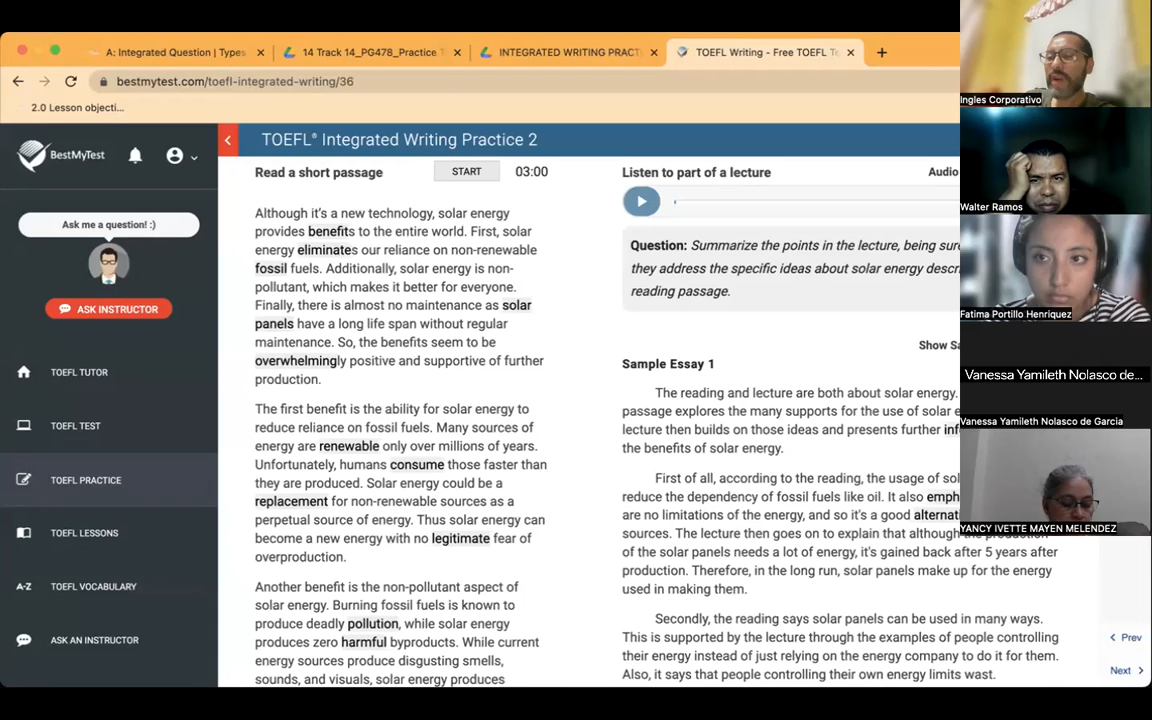 A: Integrated Question | Types
14 Track 14_PG478_Practice T
INTEGRATED WRITING PRACT
TOEFL Writing - Free TOEFL Te
bestmytest.com/toefl-integrated-writing/36
2.0 Lesson objecti...
BestMyTest
Ask me a question! :)
ASK INSTRUCTOR
TOEFL TUTOR
TOEFL TEST
TOEFL PRACTICE
TOEFL LESSONS
A-Z TOEFL VOCABULARY
ASK AN INSTRUCTOR
TOEFL® Integrated Writing Practice 2
Read a short passage
START
03:00
Although it's a new technology, solar energy
provides benefits to the entire world. First, solar
energy eliminates our reliance on non-renewable
fossil fuels. Additionally, solar energy is non-
pollutant, which makes it better for everyone.
Finally, there is almost no maintenance as solar
panels have a long life span without regular
maintenance. So, the benefits seem to be
overwhelmingly positive and supportive of further
production.
The first benefit is the ability for solar energy to
reduce reliance on fossil fuels. Many sources of
energy are renewable only over millions of years.
Unfortunately, humans consume those faster than
they are produced. Solar energy could be a
replacement for non-renewable sources as a
perpetual source of energy. Thus solar energy can
become a new energy with no legitimate fear of
overproduction.
Another benefit is the non-pollutant aspect of
solar energy. Burning fossil fuels is known to
produce deadly pollution, while solar energy
produces zero harmful byproducts. While current
energy sources produce disgusting smells,
sounds, and visuals, solar energy produces
Listen to part of a lecture
Audio
Question: Summarize the points in the lecture, being sure
they address the specific ideas about solar energy descri
reading passage.
Show Sa
Sample Essay 1
The reading and lecture are both about solar energy.
passage explores the many supports for the use of solar e
lecture then builds on those ideas and presents further inf
the benefits of solar energy.
First of all, according to the reading, the usage of sol
reduce the dependency of fossil fuels like oil. It also emph
are no limitations of the energy, and so it's a good alternat
sources. The lecture then goes on to explain that although the production
of the solar panels needs a lot of energy, it's gained back after 5 years after
production. Therefore, in the long run, solar panels make up for the energy
used in making them.
Secondly, the reading says solar panels can be used in many ways.
This is supported by the lecture through the examples of people controlling
their energy instead of just relying on the energy company to do it for them.
Also, it says that people controlling their own energy limits wast.
Prev
Next
Ingles Corporativo
Walter Ramos
Fatima Portillo Henriquez
Vanessa Yamileth Nolasco de...
Vanessa Yamileth Nolasco de Garcia
YANCY IVETTE MAYEN MELENDEZ